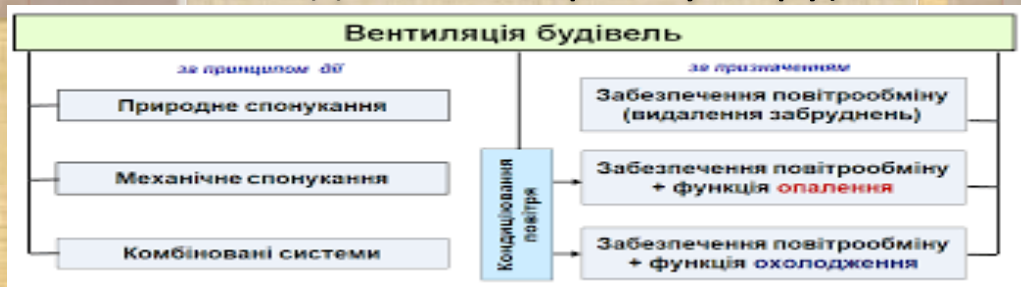 Вентиляція будівель
за принципом дії
Природне спонукання
Механічне спонукання
Комбіновані системи
Кондиціювання
повітря
за призначенням
Забезпечення повітрообміну
(видалення забруднень)
Забезпечення повітрообміну
+ функція опалення
Забезпечення повітрообміну
+ функція охолодження